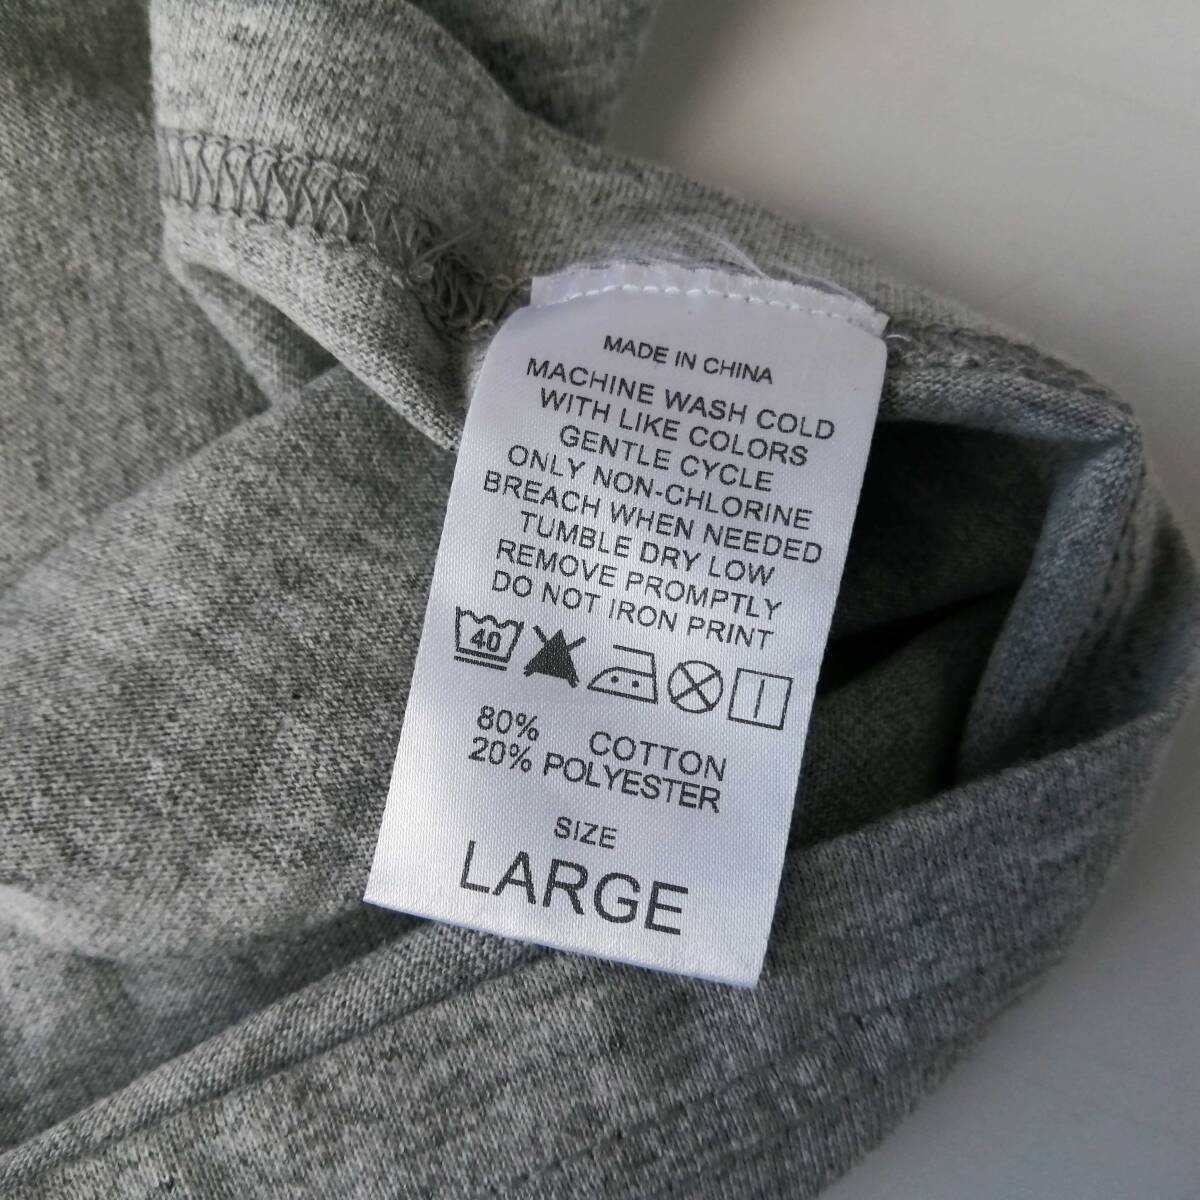 MADE IN CHINA
MACHINE WASH COLD
WITH LIKE COLORS
GENTLE CYCLE
ONLY NON-CHLORINE
BREACH WHEN NEEDED
TUMBLE DRY LOW
REMOVE PROMPTLY
DO NOT IRON PRINT
40
80% COTTON
20% POLYESTER
SIZE
LARGE